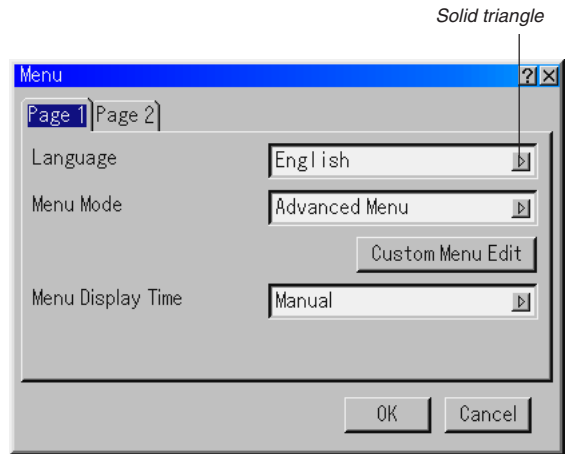 Solid triangle
Menu ? ×
Page 1 Page 2
Language English
Menu Mode Advanced Menu
Custom Menu Edit
Menu Display Time Manual
OK Cancel